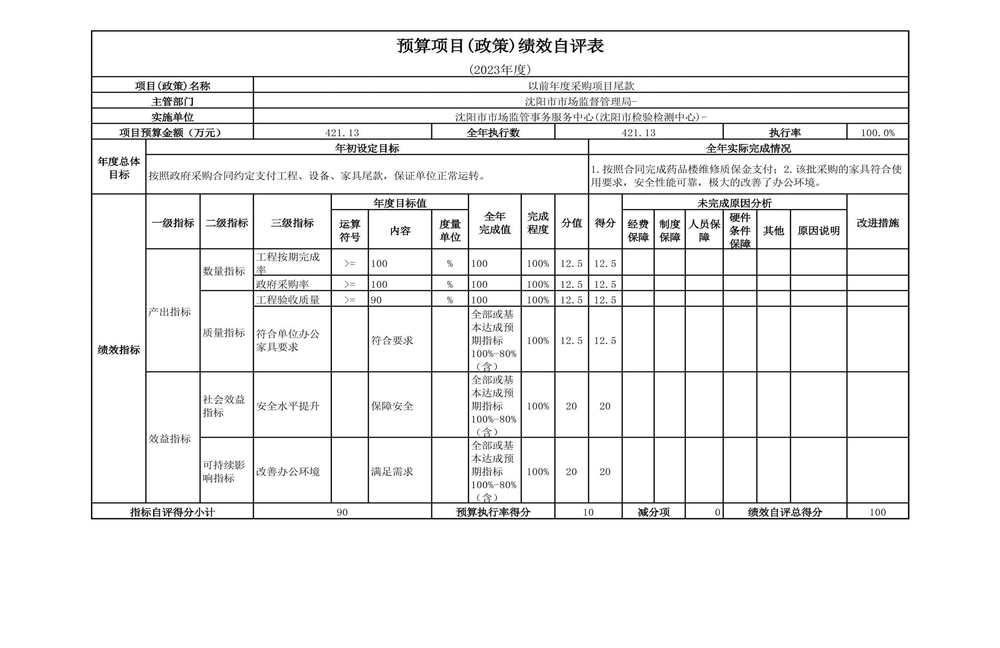 预算项目(政策)绩效自评表
(2023年度)
项目(政策)名称 以前年度采购项目尾款
主管部门 沈阳市市场监督管理局-
实施单位 沈阳市市场监管事务服务中心(沈阳市检验检测中心)-
项目预算金额（万元） 421.13 全年执行数 421.13 执行率 100.0%
年度总体
目标
年初设定目标 全年实际完成情况
按照政府采购合同约定支付工程、设备、家具尾款，保证单位正常运转。
1.按照合同完成药品楼维修质保金支付；2.该批采购的家具符合使
用要求，安全性能可靠，极大的改善了办公环境。
绩效指标
一级指标 二级指标 三级指标
年度目标值
运算
符号
内容
度量
单位
全年
完成值
完成
程度
分值 得分
未完成原因分析
经费
保障
制度
保障
人员保
障
硬件
条件
保障
其他 原因说明
改进措施
产出指标
数量指标
工程按期完成
率
>= 100 % 100 100% 12.5 12.5
政府采购率 >= 100 % 100 100% 12.5 12.5
质量指标
工程验收质量 >= 90 % 100 100% 12.5 12.5
符合单位办公
家具要求
符合要求
全部或基
本达成预
期指标
100%-80%
（含）
100% 12.5 12.5
效益指标
社会效益
指标
安全水平提升 保障安全
全部或基
本达成预
期指标
100%-80%
（含）
100% 20 20
可持续影
响指标
改善办公环境 满足需求
全部或基
本达成预
期指标
100%-80%
（含）
100% 20 20
指标自评得分小计 90 预算执行率得分 10 减分项 0 绩效自评总得分 100